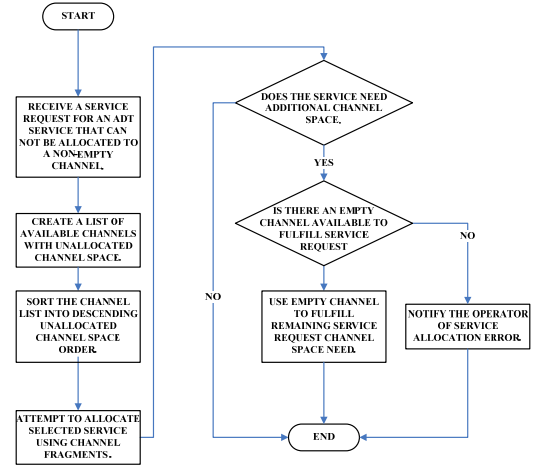 START
RECEIVE A SERVICE
REQUEST FOR AN ADT
SERVICE THAT CAN
NOT BE ALLOCATED TO
A NON-EMPTY
CHANNEL.
CREATE A LIST OF
AVAILABLE CHANNELS
WITH UNALLOCATED
CHANNEL SPACE.
SORT THE CHANNEL
LIST INTO DESCENDING
UNALLOCATED
CHANNEL SPACE
ORDER.
ATTEMPT TO ALLOCATE
SELECTED SERVICE
USING CHANNEL
FRAGMENTS.
DOES THE SERVICE NEED
ADDITIONAL CHANNEL
SPACE.
YES
IS THERE AN EMPTY
CHANNEL AVAILABLE TO
FULFILL SERVICE
REQUEST
NO
NO
USE EMPTY CHANNEL
TO FULFILL
REMAINING SERVICE
REQUEST CHANNEL
SPACE NEED.
NOTIFY THE OPERATOR
OF SERVICE
ALLOCATION ERROR.
END